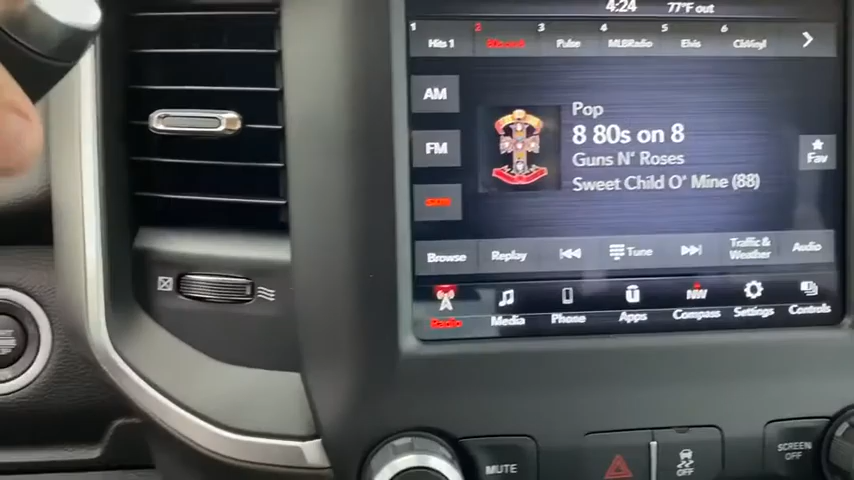 4:24 77°F out
1 2 3 4 5 6
Hits 1 Pulse MLBRadio Elvis ClsVinyl
AM
Pop
8 80s on 8
FM
Guns N' Roses
Fav
Sweet Child O' Mine (88)
Browse Replay Tune Traffic &
Weather Audio
NW
Radio Media Phone Apps Compass Settings Controls
MUTE
OFF
SCREEN
OFF